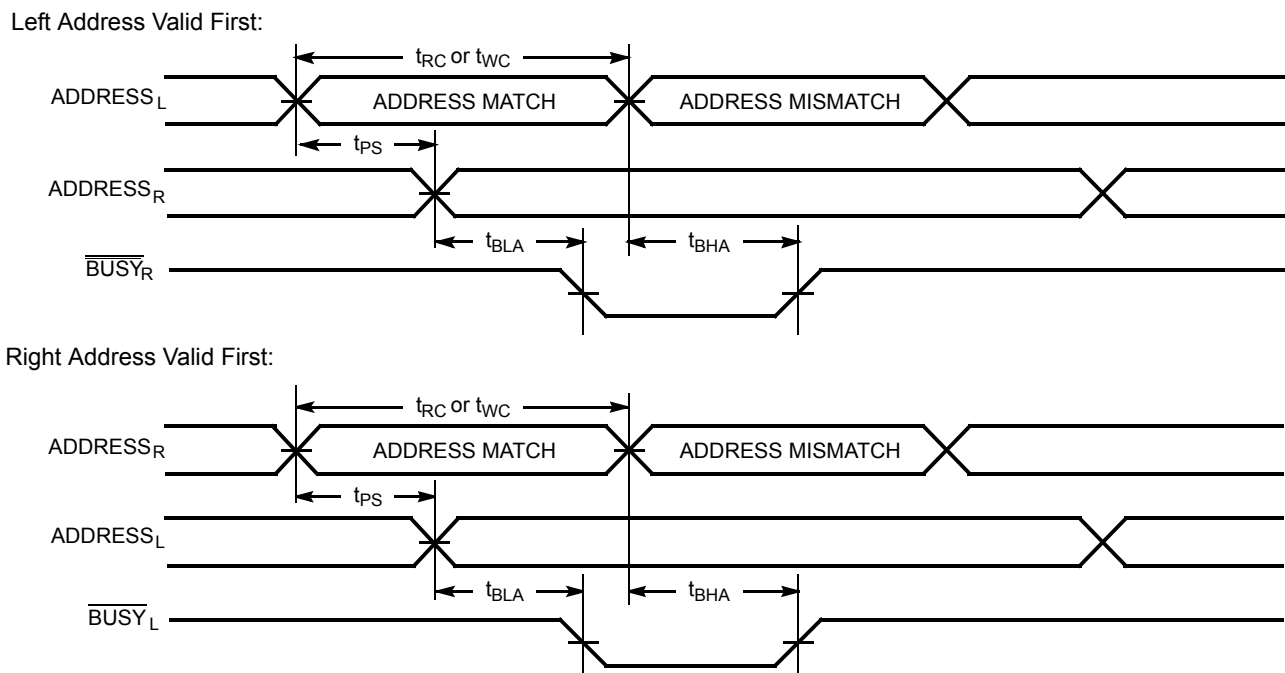 Left Address Valid First:
tRC or tWC
ADDRESSL
ADDRESS MATCH
ADDRESS MISMATCH
tPS
ADDRESSR
tBLA
tBHA
BUSYR
Right Address Valid First:
tRC or tWC
ADDRESSR
ADDRESS MATCH
ADDRESS MISMATCH
tPS
ADDRESSL
tBLA
tBHA
BUSYL